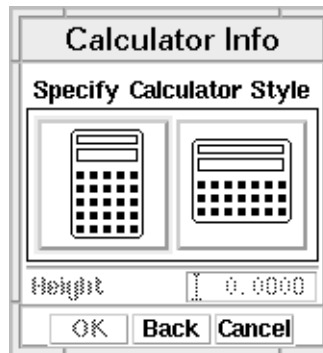 Calculator Info
Specify Calculator Style
Height 0.0000
OK Back Cancel